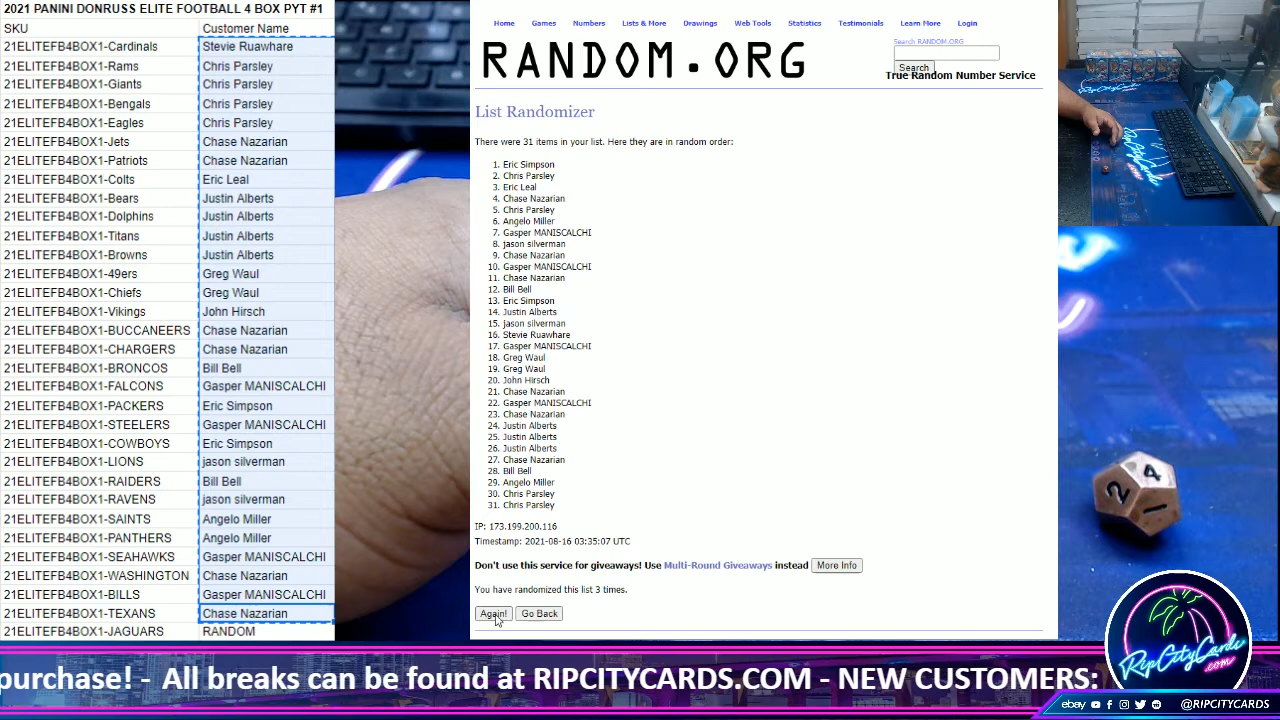 2021 PANINI DONRUSS ELITE FOOTBALL 4 BOX PYT #1
SKU Customer Name
21ELITEFB4BOX1-Cardinals Stevie Ruawhare
21ELITEFB4BOX1-Rams Chris Parsley
21ELITEFB4BOX1-Giants Chris Parsley
21ELITEFB4BOX1-Bengals Chris Parsley
21ELITEFB4BOX1-Eagles Chris Parsley
21ELITEFB4BOX1-Jets Chase Nazarian
21ELITEFB4BOX1-Patriots Chase Nazarian
21ELITEFB4BOX1-Colts Eric Leal
21ELITEFB4BOX1-Bears Justin Alberts
21ELITEFB4BOX1-Dolphins Justin Alberts
21ELITEFB4BOX1-Titans Justin Alberts
21ELITEFB4BOX1-Browns Justin Alberts
21ELITEFB4BOX1-49ers Greg Waul
21ELITEFB4BOX1-Chiefs Greg Waul
21ELITEFB4BOX1-Vikings John Hirsch
21ELITEFB4BOX1-BUCCANEERS Chase Nazarian
21ELITEFB4BOX1-CHARGERS Chase Nazarian
21ELITEFB4BOX1-BRONCOS Bill Bell
21ELITEFB4BOX1-FALCONS Gasper MANISCALCHI
21ELITEFB4BOX1-PACKERS Eric Simpson
21ELITEFB4BOX1-STEELERS Gasper MANISCALCHI
21ELITEFB4BOX1-COWBOYS Eric Simpson
21ELITEFB4BOX1-LIONS jason silverman
21ELITEFB4BOX1-RAIDERS Bill Bell
21ELITEFB4BOX1-RAVENS jason silverman
21ELITEFB4BOX1-SAINTS Angelo Miller
21ELITEFB4BOX1-PANTHERS Angelo Miller
21ELITEFB4BOX1-SEAHAWKS Gasper MANISCALCHI
21ELITEFB4BOX1-WASHINGTON Chase Nazarian
21ELITEFB4BOX1-BILLS Gasper MANISCALCHI
21ELITEFB4BOX1-TEXANS Chase Nazarian
21ELITEFB4BOX1-JAGUARS RANDOM
Home Games Numbers Lists & More Drawings Web Tools Statistics Testimonials Learn More Login
RANDOM.ORG
Search RANDOM.ORG
Search
True Random Number Service
List Randomizer
There were 31 items in your list. Here they are in random order:
1. Eric Simpson
2. Chris Parsley
3. Eric Leal
4. Chase Nazarian
5. Chris Parsley
6. Angelo Miller
7. Gasper MANISCALCHI
8. jason silverman
9. Chase Nazarian
10. Gasper MANISCALCHI
11. Chase Nazarian
12. Bill Bell
13. Eric Simpson
14. Justin Alberts
15. jason silverman
16. Stevie Ruawhare
17. Gasper MANISCALCHI
18. Greg Waul
19. Greg Waul
20. John Hirsch
21. Chase Nazarian
22. Gasper MANISCALCHI
23. Chase Nazarian
24. Justin Alberts
25. Justin Alberts
26. Justin Alberts
27. Chase Nazarian
28. Bill Bell
29. Angelo Miller
30. Chris Parsley
31. Chris Parsley
IP: 173.199.200.116
Timestamp: 2021-08-16 03:35:07 UTC
Don't use this service for giveaways! Use Multi-Round Giveaways instead More Info
You have randomized this list 3 times.
Again! Go Back
2 4
RipCityCards
.com
purchase! - All breaks can be found at RIPCITYCARDS.COM - NEW CUSTOMERS:
ebay @RIPCITYCARDS